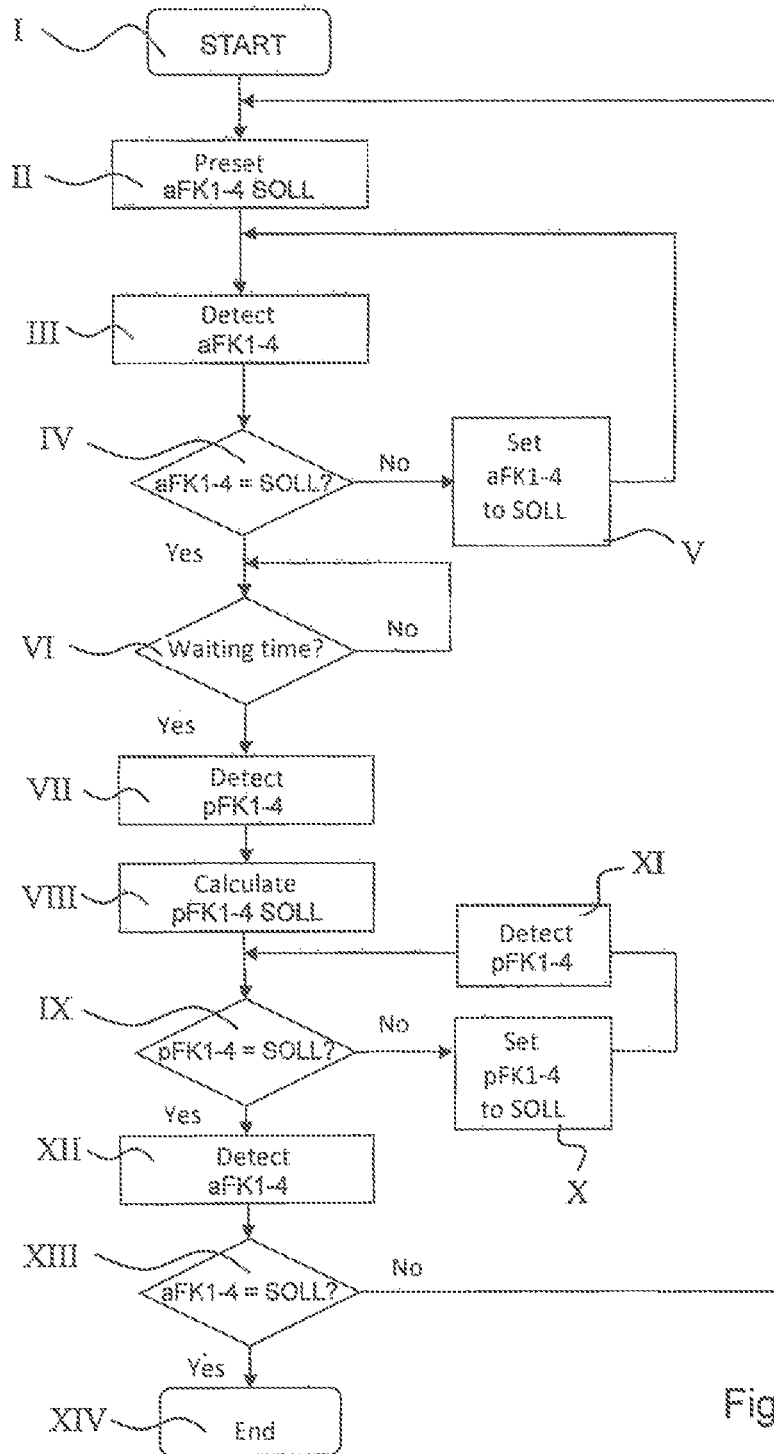 I
START
II
Preset
aFK1-4 SOLL
III
Detect
aFK1-4
IV
aFK1-4 = SOLL?
No
Set
aFK1-4
to SOLL
V
Yes
VI
Waiting time?
No
Yes
VII
Detect
pFK1-4
VIII
Calculate
pFK1-4 SOLL
XI
Detect
pFK1-4
IX
pFK1-4 = SOLL?
No
Set
pFK1-4
to SOLL
X
Yes
XII
Detect
aFK1-4
XIII
aFK1-4 = SOLL?
No
Yes
XIV
End
Fig